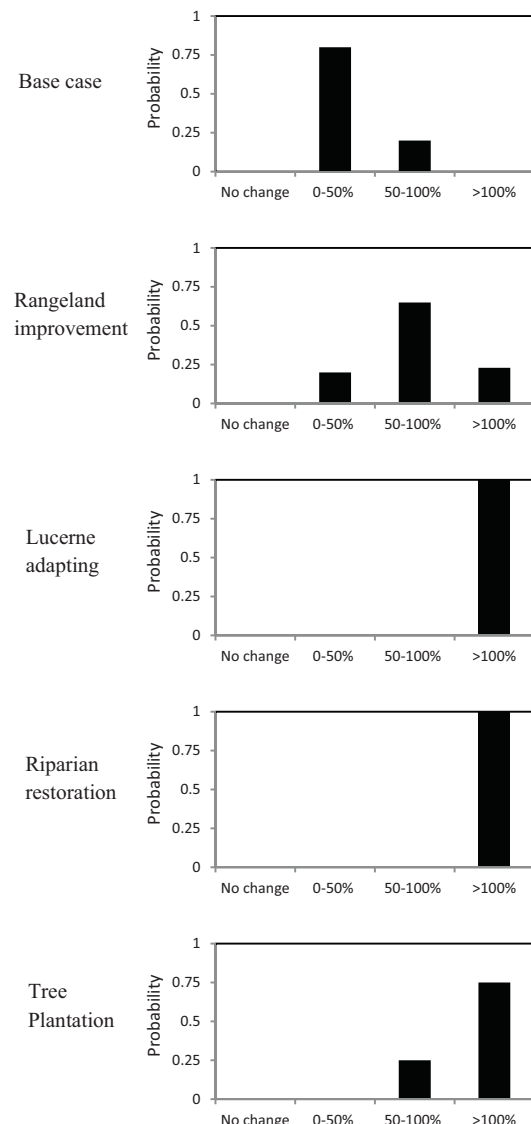 Base case
Probability
1
0.75
0.5
0.25
0
No change 0-50% 50-100% >100%
Rangeland
improvement
Probability
1
0.75
0.5
0.25
0
No change 0-50% 50-100% >100%
Lucerne
adapting
Probability
1
0.75
0.5
0.25
0
No change 0-50% 50-100% >100%
Riparian
restoration
Probability
1
0.75
0.5
0.25
0
No change 0-50% 50-100% >100%
Tree
Plantation
Probability
1
0.75
0.5
0.25
0
No change 0-50% 50-100% >100%